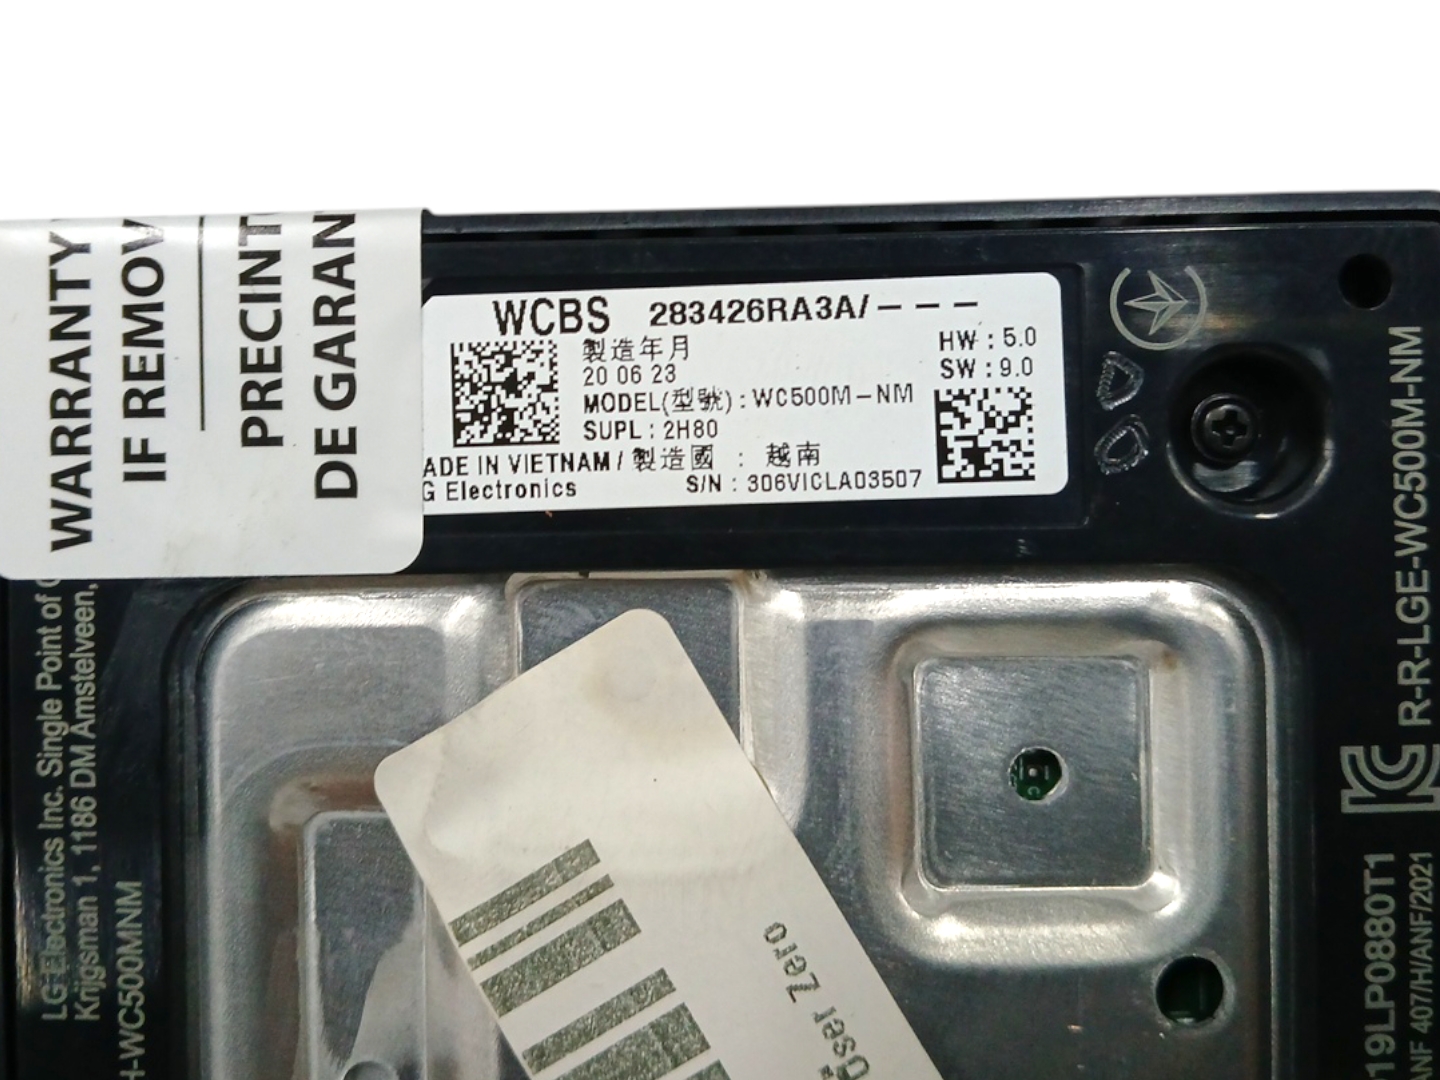 WARRANTY
IF REMOV
PRECINT
DE GARAN
WCBS 283426RA3A/---
製造年月
20 06 23
HW : 5.0
SW : 9.0
MODEL(型號) : WC500M-NM
SUPL : 2H80
ADE IN VIETNAM / 製造國 : 越南
G Electronics S/N : 306VICLA03507
LG Electronics Inc. Single Point of
Krijgsman 1, 1186 DM Amstelveen,
H-WC500MNM
R-R-LGE-WC500M-NM
19LP0880T1
ANF 407/H/ANF/2021
User Zero